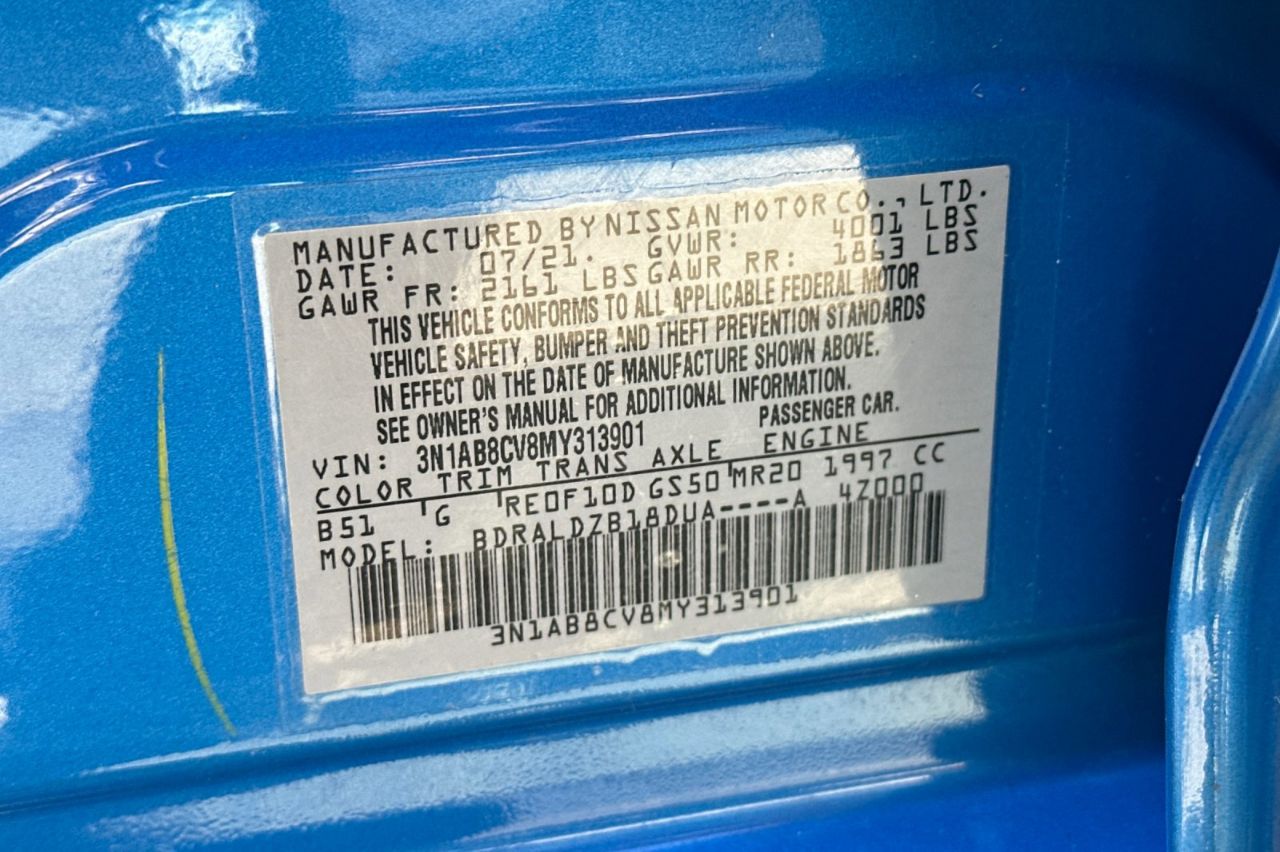 MANUFACTURED BY NISSAN MOTOR CO., LTD.
DATE: 07/21. GVWR: 4001 LBS
GAWR FR: 2161 LBS GAWR RR: 1863 LBS
THIS VEHICLE CONFORMS TO ALL APPLICABLE FEDERAL MOTOR
VEHICLE SAFETY, BUMPER AND THEFT PREVENTION STANDARDS
IN EFFECT ON THE DATE OF MANUFACTURE SHOWN ABOVE.
SEE OWNER'S MANUAL FOR ADDITIONAL INFORMATION.
PASSENGER CAR.
VIN: 3N1AB8CV8MY313901
COLOR TRIM TRANS AXLE ENGINE
B51 G RE0F10D GS50 MR20 1997 CC
MODEL: BDRALDZB18DUA----A 4Z000
3N1AB8CV8MY313901